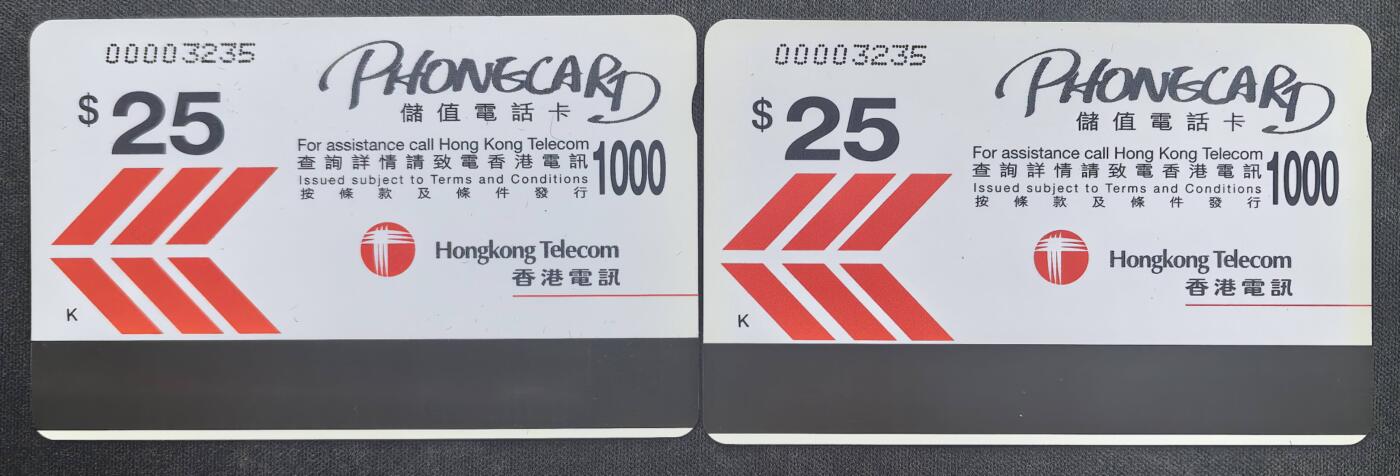 00003235
PHONECARD
$25
儲值電話卡
For assistance call Hong Kong Telecom
查詢詳情請致電香港電訊
1000
Issued subject to Terms and Conditions
按條款及條件發行
Hongkong Telecom
香港電訊
K
00003235
PHONECARD
$25
儲值電話卡
For assistance call Hong Kong Telecom
查詢詳情請致電香港電訊
1000
Issued subject to Terms and Conditions
按條款及條件發行
Hongkong Telecom
香港電訊
K